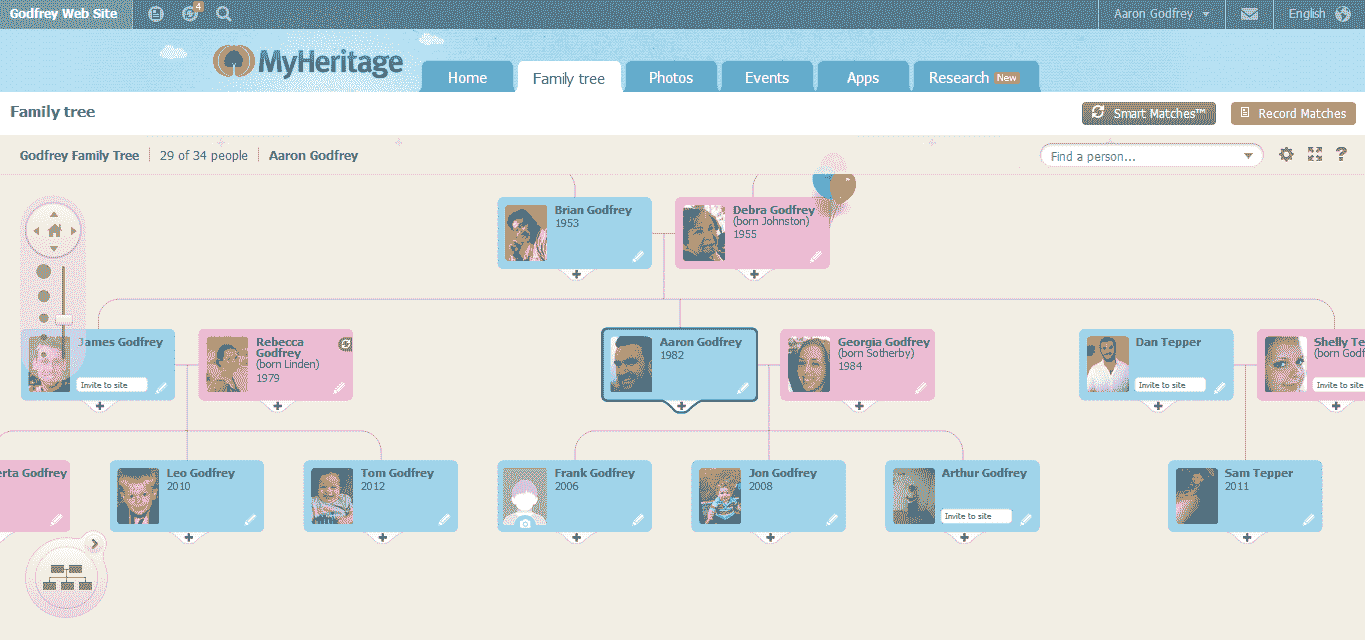 Godfrey Web Site
4
Aaron Godfrey
English
MyHeritage
Home
Family tree
Photos
Events
Apps
Research New
Family tree
Smart Matches™
Record Matches
Godfrey Family Tree
29 of 34 people
Aaron Godfrey
Find a person...
?
Brian Godfrey
1953
Debra Godfrey
(born Johnston)
1955
James Godfrey
Invite to site
Rebecca
Godfrey
(born Linden)
1979
Aaron Godfrey
1982
Georgia Godfrey
(born Sotherby)
1984
Dan Tepper
Invite to site
Shelly Te
(born Godf
Invite to site
erta Godfrey
Leo Godfrey
2010
Tom Godfrey
2012
Frank Godfrey
2006
Jon Godfrey
2008
Arthur Godfrey
Invite to site
Sam Tepper
2011